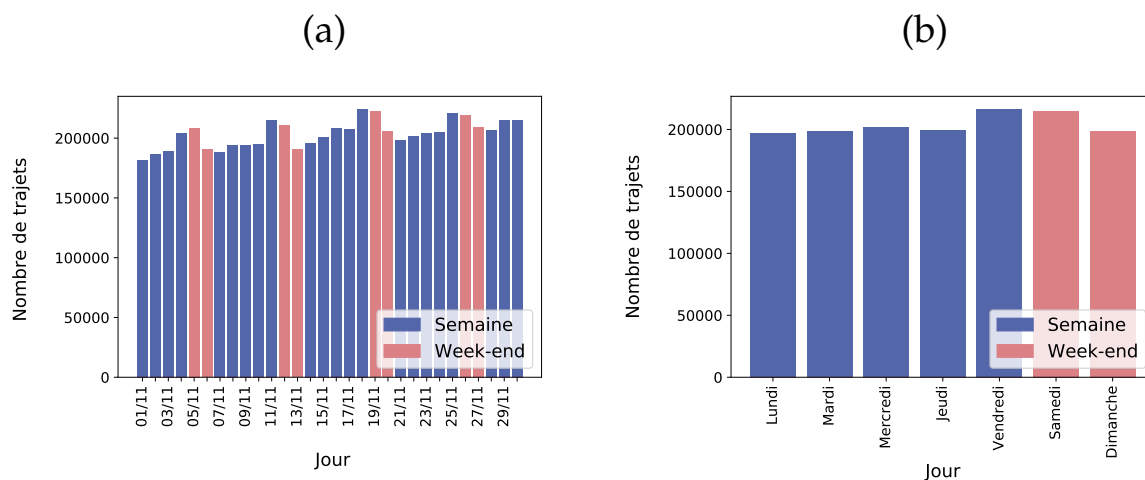 (a)
Nombre de trajets
200000
150000
100000
50000
0
Semaine
Week-end
01/11
03/11
05/11
07/11
09/11
11/11
13/11
15/11
17/11
19/11
21/11
23/11
25/11
27/11
29/11
Jour
(b)
Nombre de trajets
200000
150000
100000
50000
0
Semaine
Week-end
Lundi
Mardi
Mercredi
Jeudi
Vendredi
Samedi
Dimanche
Jour